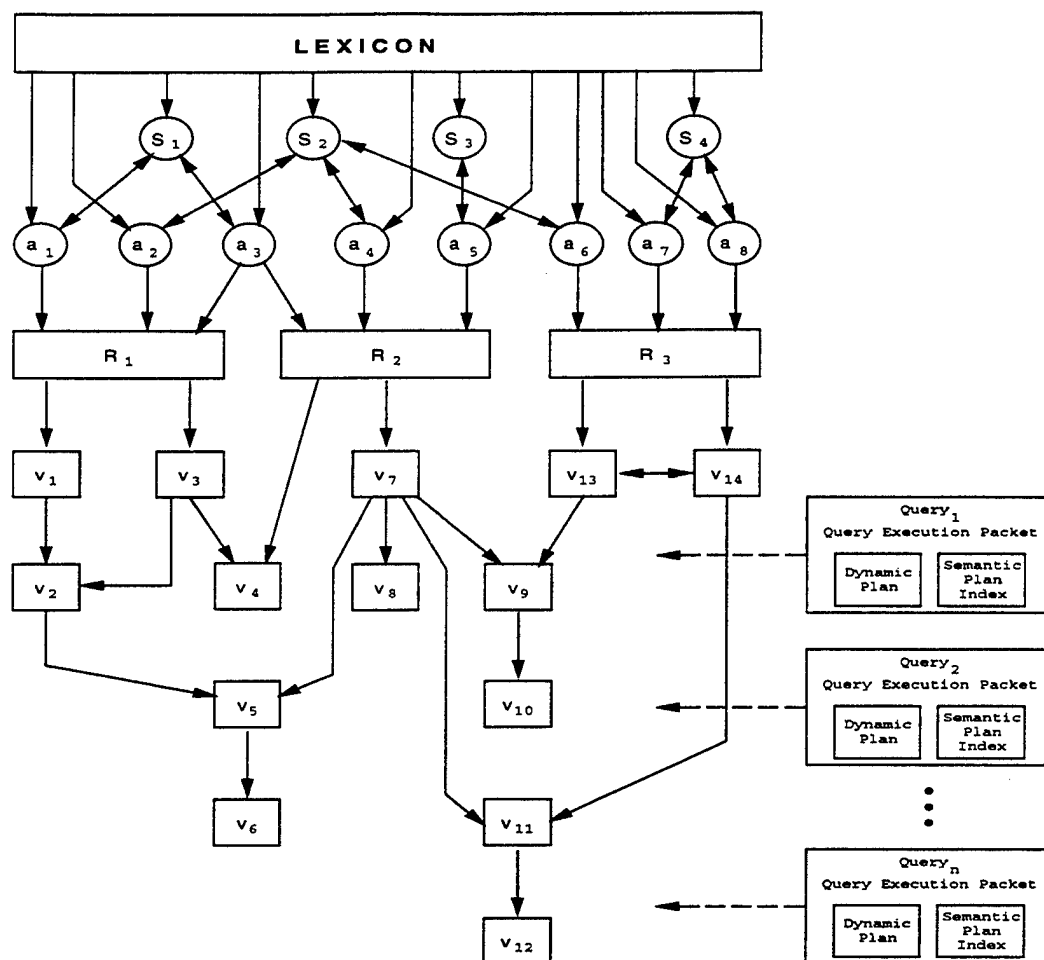 LEXICON
S1 S2 S3 S4
a1 a2 a3 a4 a5 a6 a7 a8
R1 R2 R3
v1 v3 v7 v13 v14
Query1
Query Execution Packet
Dynamic
Plan
Semantic
Plan
Index
v2 v4 v8 v9
Query2
Query Execution Packet
Dynamic
Plan
Semantic
Plan
Index
v5 v10
v6 v11
Queryn
Query Execution Packet
Dynamic
Plan
Semantic
Plan
Index
v12